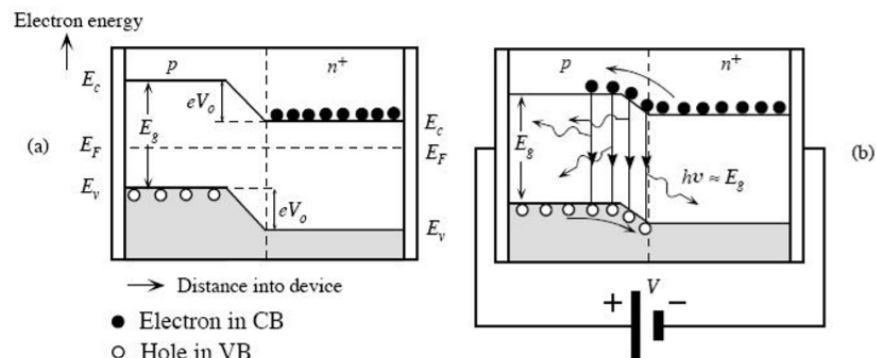 Electron energy
p
n+
E_c
eV_o
E_g
(a)
E_F
E_c
E_F
E_v
eV_o
E_v
Distance into device
Electron in CB
Hole in VB
p
n+
E_g
hυ ≈ E_g
(b)
V
+
−